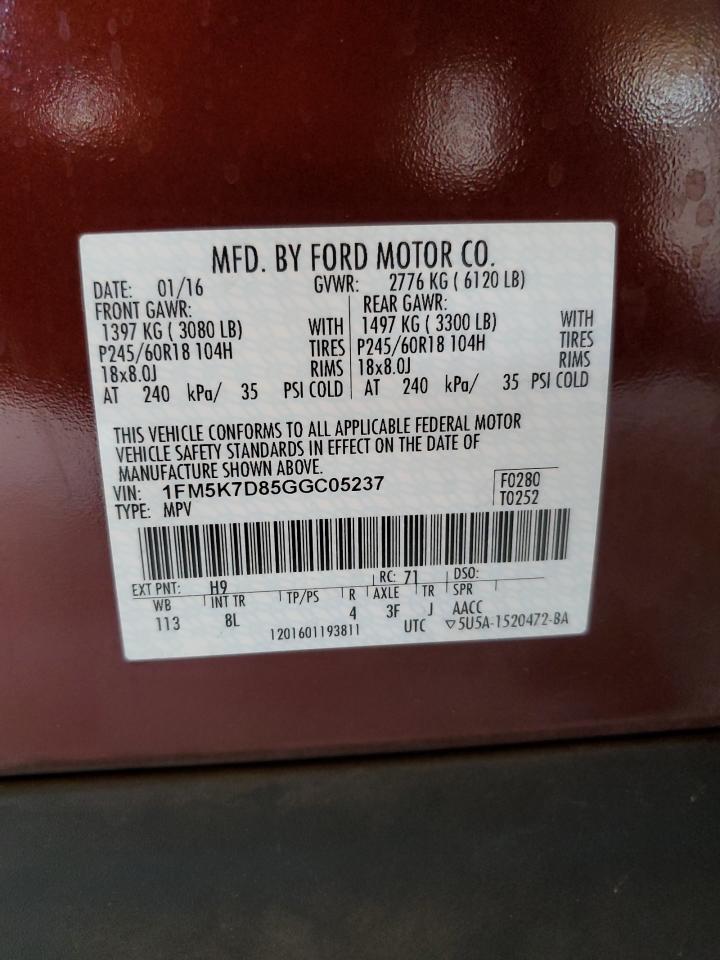 MFD. BY FORD MOTOR CO.
DATE: 01/16 GVWR: 2776 KG ( 6120 LB)
FRONT GAWR: REAR GAWR:
1397 KG ( 3080 LB) WITH 1497 KG ( 3300 LB) WITH
P245/60R18 104H TIRES P245/60R18 104H TIRES
18x8.0J RIMS 18x8.0J RIMS
AT 240 kPa/ 35 PSI COLD AT 240 kPa/ 35 PSI COLD
THIS VEHICLE CONFORMS TO ALL APPLICABLE FEDERAL MOTOR
VEHICLE SAFETY STANDARDS IN EFFECT ON THE DATE OF
MANUFACTURE SHOWN ABOVE.
VIN: 1FM5K7D85GGC05237 F0280
TYPE: MPV T0252
EXT PNT: H9 RC: 71 DSO:
WB INT TR TP/PS R AXLE TR SPR
113 8L 4 3F J AACC
1201601193811 UTC ▽5U5A-1520472-BA